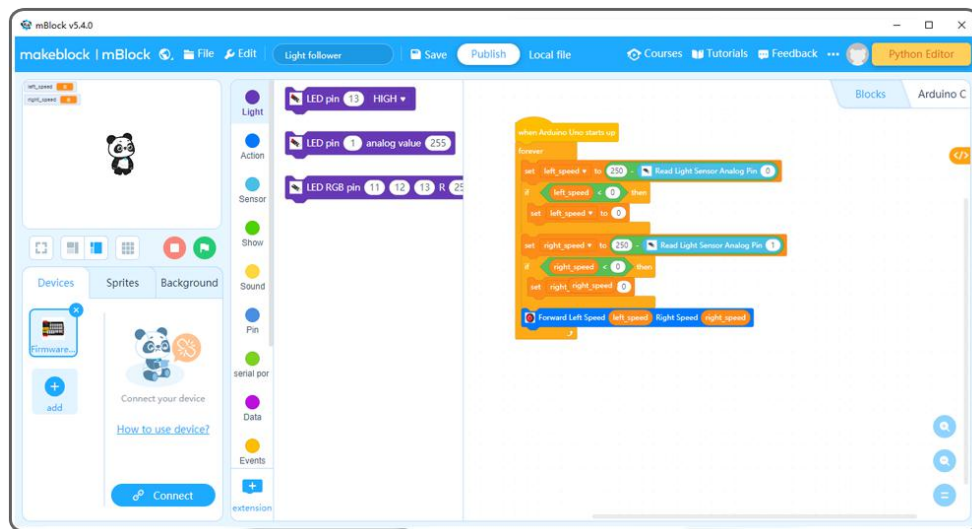 mBlock v5.4.0
makeblock | mBlock File Edit Light follower Save Publish Local file Courses Tutorials Feedback ••• Python Editor
left_speed 0
right_speed 0
Devices Sprites Background
Firmware...
add
Connect your device
How to use device?
Connect
Light
Action
Sensor
Show
Sound
Pin
serial por
Data
Events
extension
LED pin 13 HIGH
LED pin 1 analog value 255
LED RGB pin 11 12 13 R 25
Blocks Arduino C
when Arduino Uno starts up
forever
set left_speed to 250 - Read Light Sensor Analog Pin 0
if left_speed < 0 then
set left_speed to 0
set right_speed to 250 - Read Light Sensor Analog Pin 1
if right_speed < 0 then
set right_ right_speed 0
Forward Left Speed left_speed Right Speed right_speed